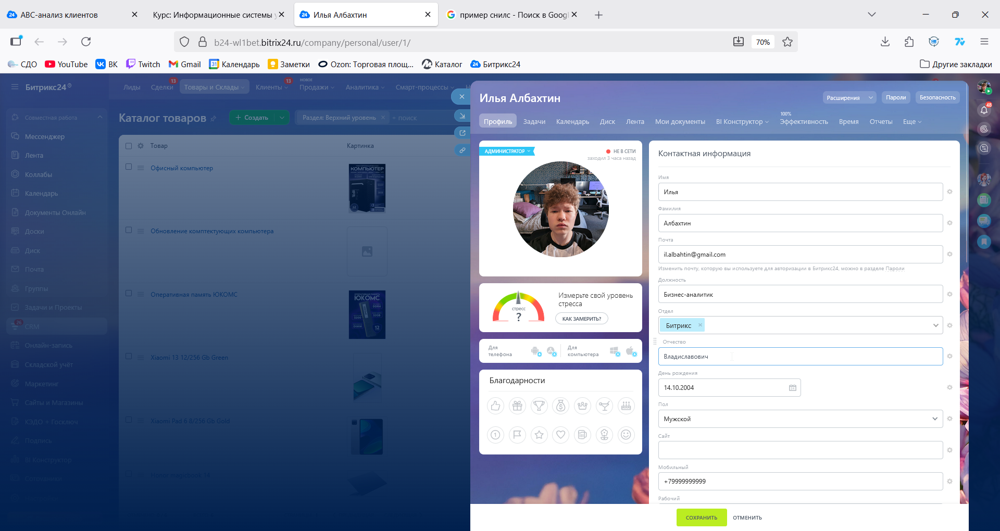 АВС-анализ клиентов
Курс: Информационные системы у
Илья Албахтин
пример снилс - Поиск в Goog
b24-wl1bet.bitrix24.ru/company/personal/user/1/
70%
СДО
YouTube
ВК
Twitch
Gmail
31
Календарь
Заметки
Ozon: Торговая площ...
Каталог
24
Битрикс24
Другие закладки
Битрикс24
Лиды
Сделки
13
Товары и Склады
Клиенты
13
НОВОЕ
Продажи
Аналитика
Смарт-процессы
Каталог товаров
Создать
Раздел: Верхний уровень
+ поиск
Совместная работа
Мессенджер
Лента
Коллабы
Календарь
Документы Онлайн
Доски
Диск
Почта
Группы
Задачи и Проекты
26
CRM
Онлайн-запись
Складской учёт
Маркетинг
Сайты и Магазины
КЭДО + Госключ
Подпись
BI Конструктор
Сотрудники
Товар
Картинка
Офисный компьютер
КОМПЬЮТЕР
12
Обновление комптектующих компьютера
Оперативная память ЮКОМС
ЮКОМС
12
Xiaomi 13 12/256 Gb Green
Xiaomi Pad 6 8/256 Gb Gold
Honor magicbook 14
Илья Албахтин
Расширения
Пароли
Безопасность
Профиль
Задачи
Календарь
Диск
Лента
Мои документы
BI Конструктор
100%
Эффективность
Время
Отчеты
Еще
АДМИНИСТРАТОР
НЕ В СЕТИ
заходил 3 часа назад
стресс
?
Измерьте свой уровень
стресса
КАК ЗАМЕРИТЬ?
Для
телефона
Для
компьютера
Благодарности
Контактная информация
Имя
Илья
Фамилия
Албахтин
Почта
il.albahtin@gmail.com
Изменить почту, которую вы используете для авторизации в Битрикс24, можно в разделе Пароли
Должность
Бизнес-аналитик
Отдел
Битрикс
Отчество
Владиславович
День рождения
14.10.2004
Пол
Мужской
Сайт
Мобильный
+79999999999
Рабочий
СОХРАНИТЬ
ОТМЕНИТЬ
48